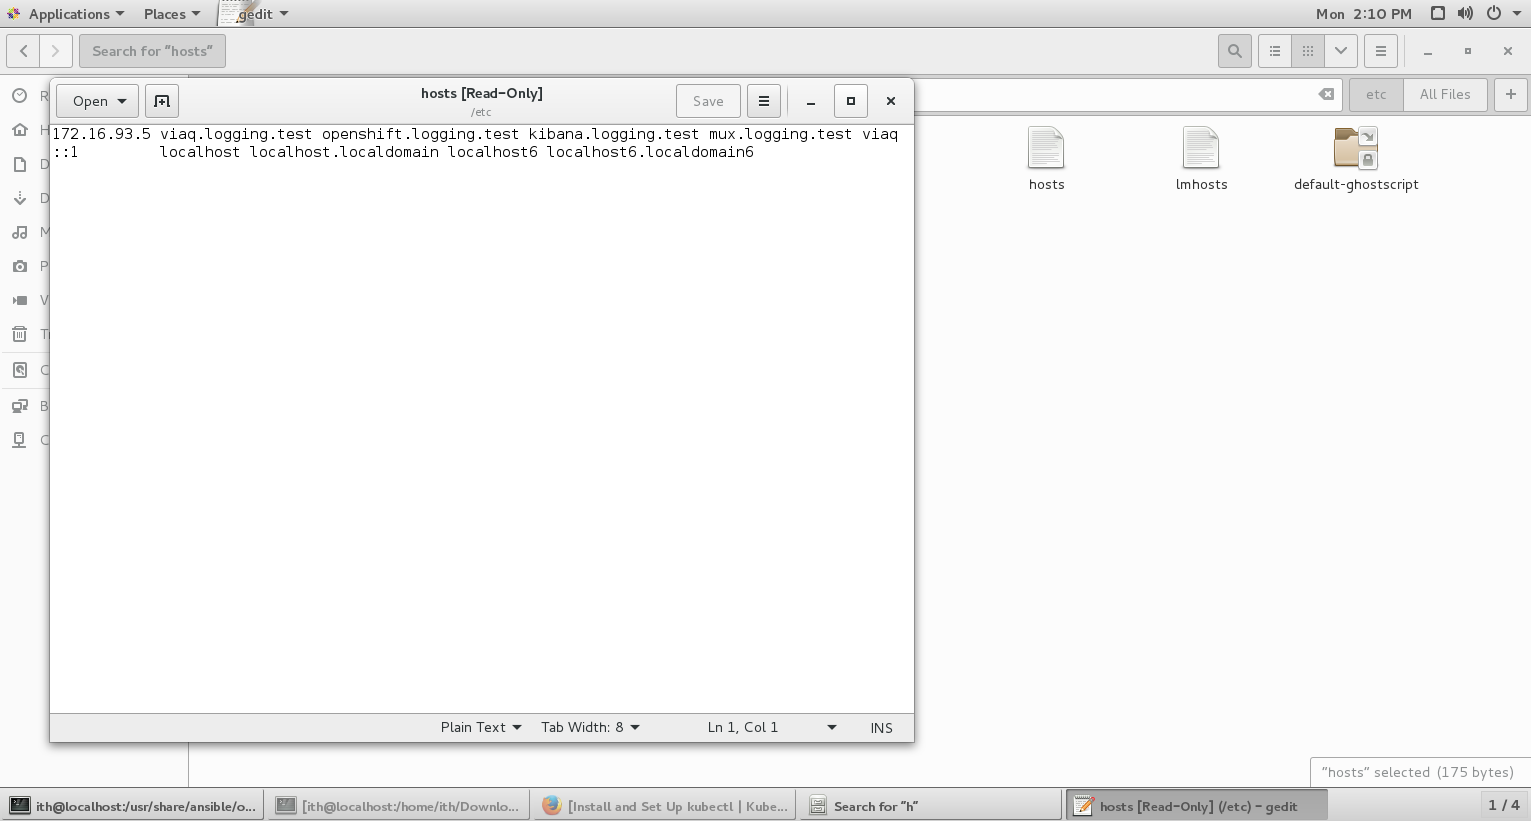 Applications
Places
gedit
Mon 2:10 PM
Search for "hosts"
etc
All Files
Open
hosts [Read-Only]
/etc
Save
172.16.93.5 viaq.logging.test openshift.logging.test kibana.logging.test mux.logging.test viaq
::1 localhost localhost.localdomain localhost6 localhost6.localdomain6
R
H
D
D
M
P
V
Tr
C
B
C
hosts
lmhosts
default-ghostscript
Plain Text
Tab Width: 8
Ln 1, Col 1
INS
"hosts" selected (175 bytes)
ith@localhost:/usr/share/ansible/o...
[ith@localhost:/home/ith/Downlo...
[Install and Set Up kubectl | Kube...
Search for "h"
hosts [Read-Only] (/etc) - gedit
1 / 4